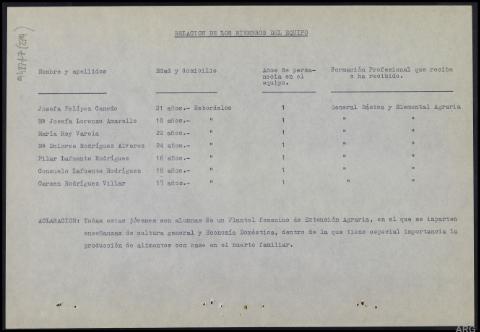 RELACION DE LOS MIEMBROS DEL EQUIPO
Nombre y apellidos Edad y domicilio Años de permanencia en el equipo. Formación Profesional que recibe o ha recibido.
Josefa Felípez Canedo 21 años.- Rebordelos 1 General Básica y Elemental Agraria
Mª Josefa Lorenzo Amarelle 18 años.- " 1 " "
María Rey Varela 22 años.- " 1 " "
Mª Dolores Rodríguez Alvarez 24 años.- " 1 " "
Pilar Lafuente Rodríguez 16 años.- " 1 " "
Consuelo Lafuente Rodríguez 18 años.- " 1 " "
Carmen Rodríguez Villar 17 años.- " 1 " "
ACLARACION: Todas estas jóvenes son alumnas de un Plantel femenino de Extensión Agraria, en el que se imparten
enseñanzas de cultura general y Economía Doméstica, dentro de la que tiene especial importancia la
producción de alimentos con base en el huerto familiar.
ARG